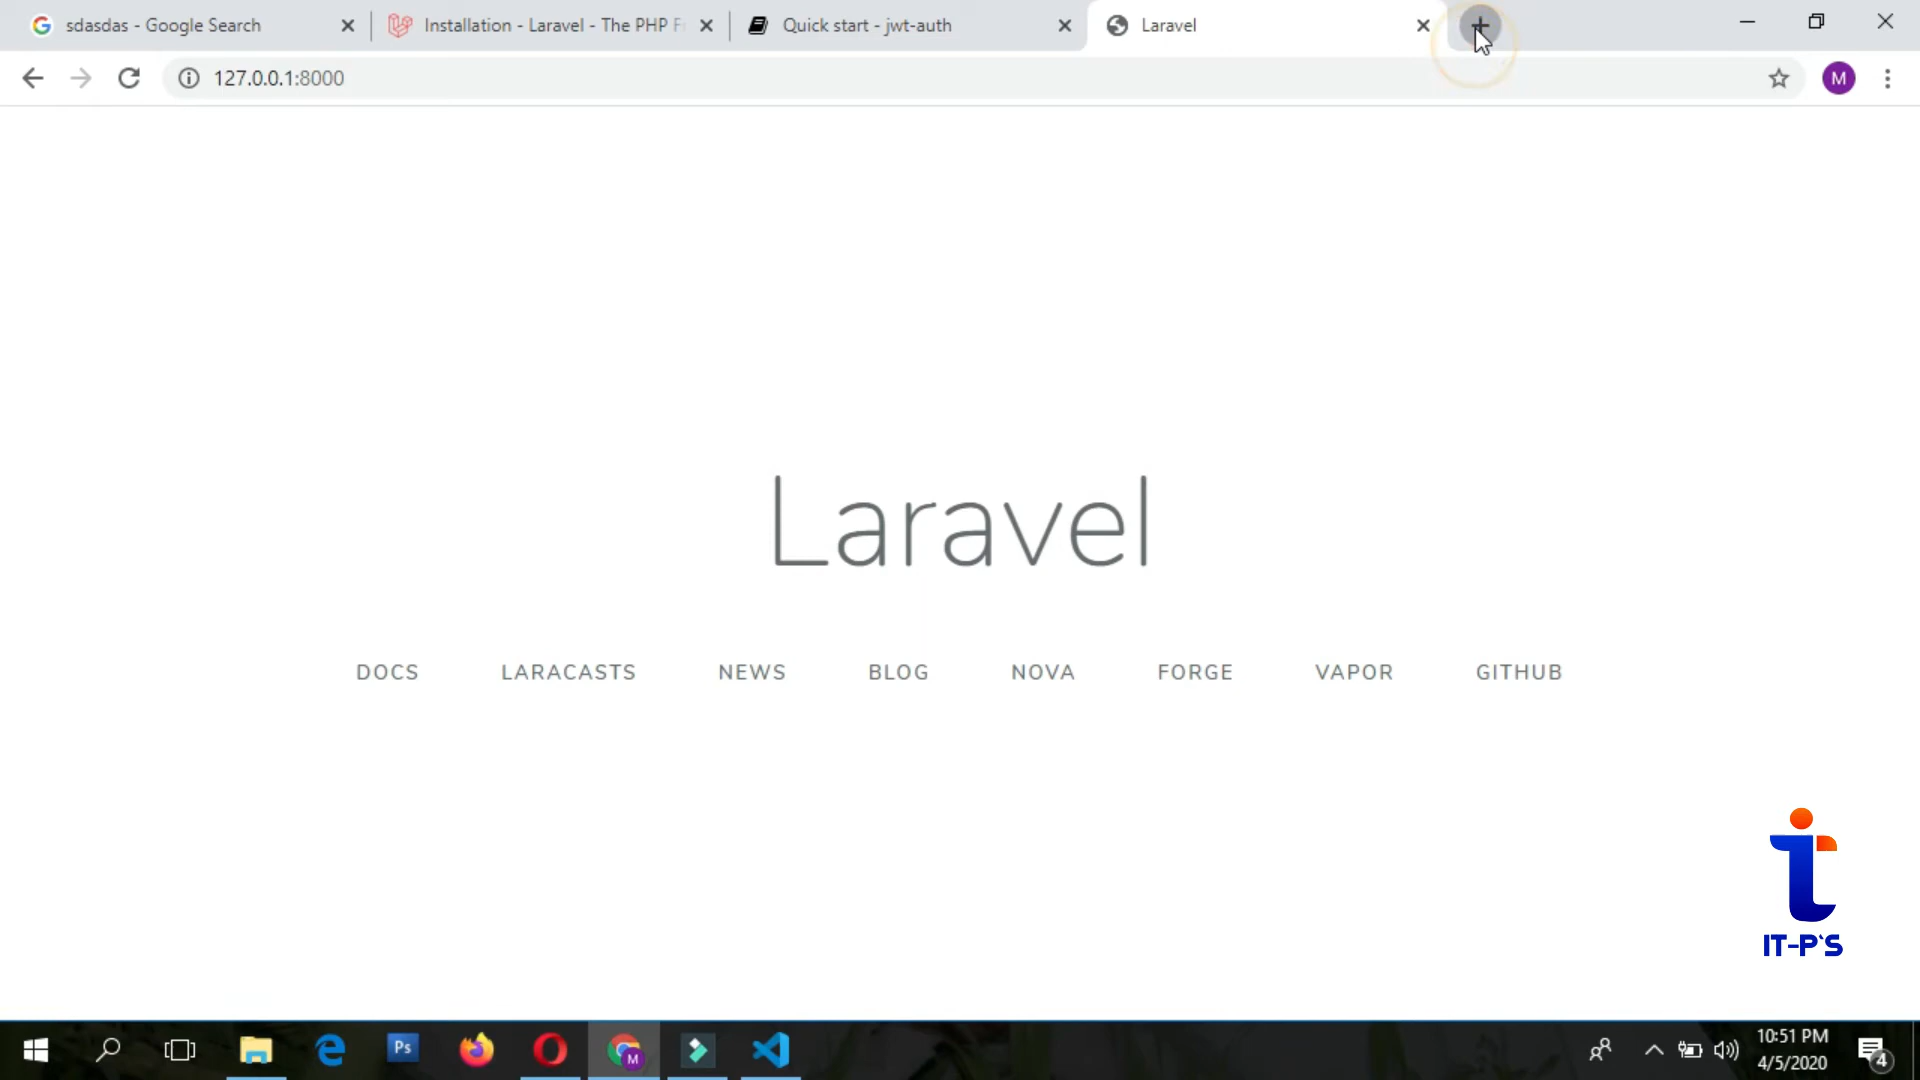 sdasdas - Google Search
Installation - Laravel - The PHP F
Quick start - jwt-auth
Laravel
127.0.0.1:8000
M
Laravel
DOCS
LARACASTS
NEWS
BLOG
NOVA
FORGE
VAPOR
GITHUB
IT-P'S
Ps
M
10:51 PM
4/5/2020
4